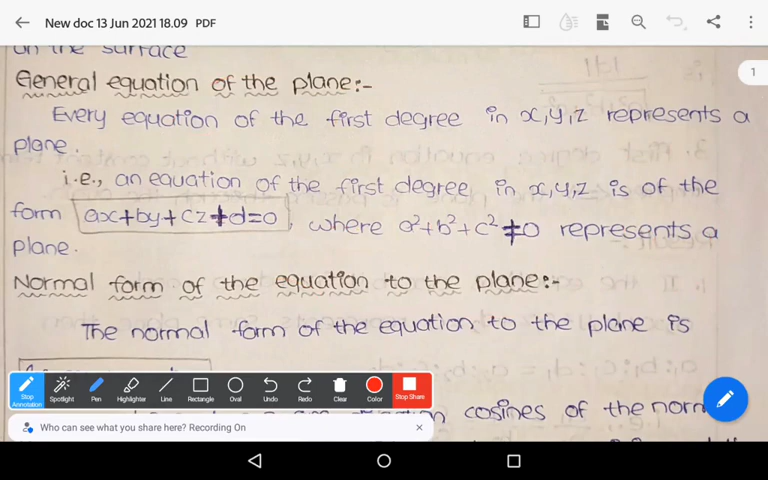 New doc 13 Jun 2021 18.09 PDF
on the surface
1
General equation of the plane:-
Every equation of the first degree in x,y,z represents a
plane.
i.e., an equation of the first degree in x,y,z is of the
form ax+by+cz+d=0, where a²+b²+c²≠0 represents a
plane.
Normal form of the equation to the plane:-
The normal form of the equation to the plane is
cosines of the norm
Stop Annotation Spotlight Pen Highlighter Line Rectangle Oval Undo Redo Clear Color Stop Share
Who can see what you share here? Recording On